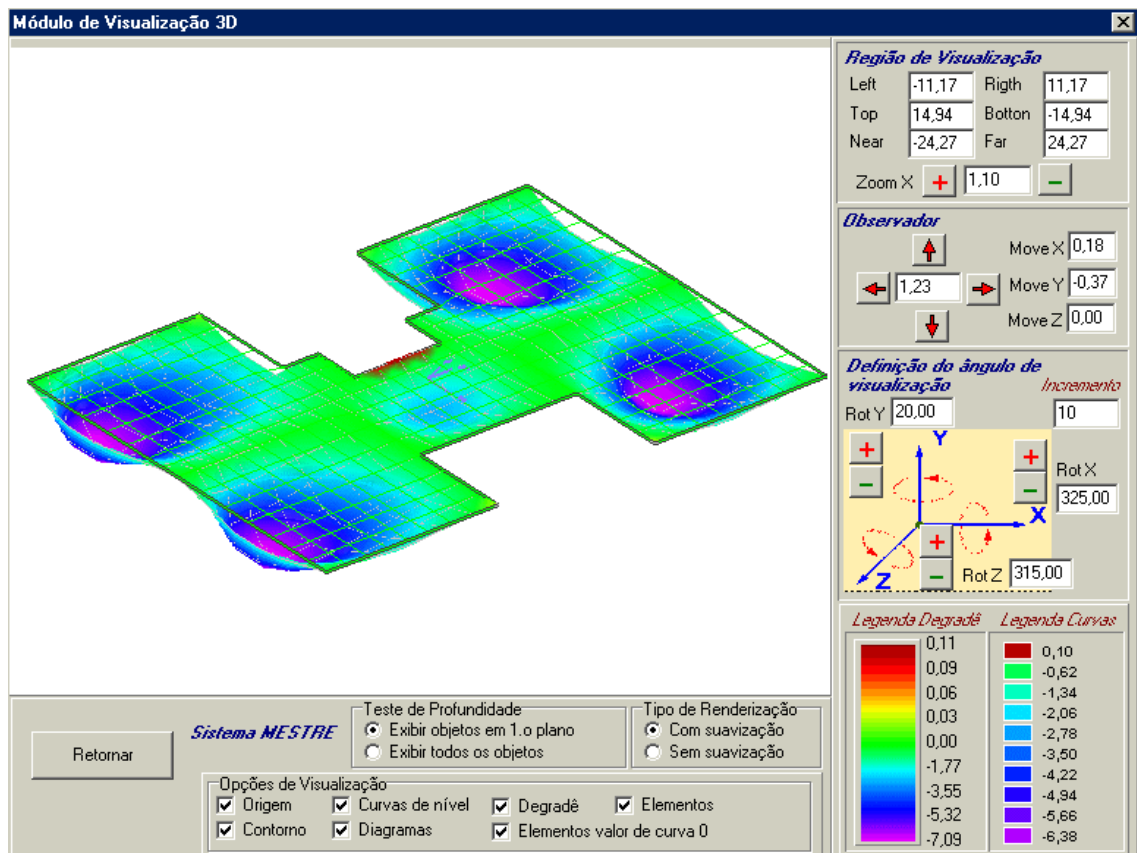 Módulo de Visualização 3D
Região de Visualização
Left -11,17 Rigth 11,17
Top 14,94 Botton -14,94
Near -24,27 Far 24,27
Zoom X + 1,10 −
Observador
Move X 0,18
1,23 Move Y -0,37
Move Z 0,00
Definição do ângulo de
visualização Incremento
Rot Y 20,00 10
+ Y +
− − Rot X
325,00
X
+
Z − Rot Z 315,00
Legenda Degradê Legenda Curvas
0,11
0,09
0,06
0,03
0,00
-1,77
-3,55
-5,32
-7,09
0,10
-0,62
-1,34
-2,06
-2,78
-3,50
-4,22
-4,94
-5,66
-6,38
Retornar
Sistema MESTRE
Teste de Profundidade
Exibir objetos em 1.o plano
Exibir todos os objetos
Tipo de Renderização
Com suavização
Sem suavização
Opções de Visualização
Origem Curvas de nível Degradê Elementos
Contorno Diagramas Elementos valor de curva 0